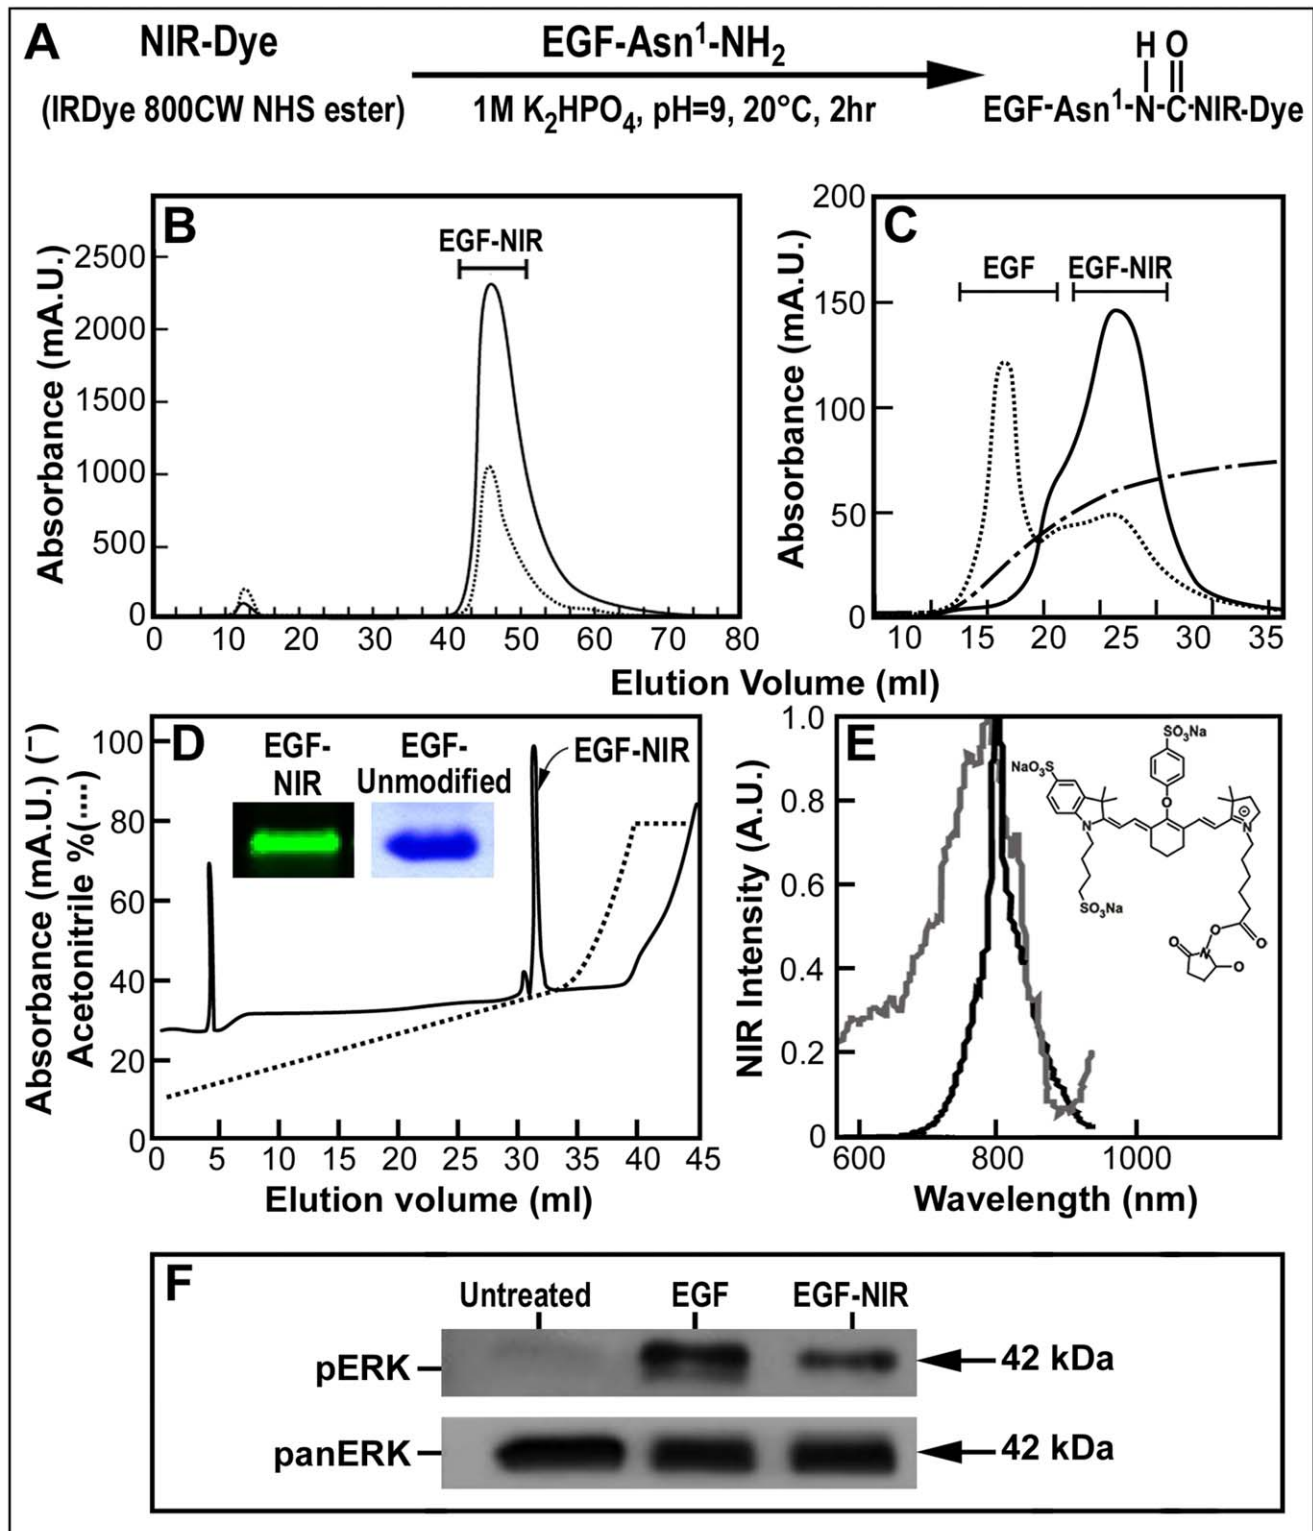 A
NIR-Dye
EGF-Asn¹-NH₂
H O
(IRDye 800CW NHS ester)
1M K₂HPO₄, pH=9, 20°C, 2hr
EGF-Asn¹-N-C-NIR-Dye
B
EGF-NIR
Absorbance (mA.U.)
2500
2000
1500
1000
500
0
0 10 20 30 40 50 60 70 80
C
EGF
EGF-NIR
Absorbance (mA.U.)
200
150
100
50
0
10 15 20 25 30 35
Elution Volume (ml)
D
EGF-
NIR
EGF-
Unmodified
EGF-NIR
Absorbance (mA.U.) (–)
Acetonitrile %(....)
100
80
60
40
20
0
0 5 10 15 20 25 30 35 40 45
Elution volume (ml)
E
NIR Intensity (A.U.)
1.0
0.8
0.6
0.4
0.2
0
600 800 1000
Wavelength (nm)
SO₃Na
NaO₃S
O
N
N
⊕
SO₃Na
O
O
O
N
O
F
Untreated
EGF
EGF-NIR
pERK
42 kDa
panERK
42 kDa